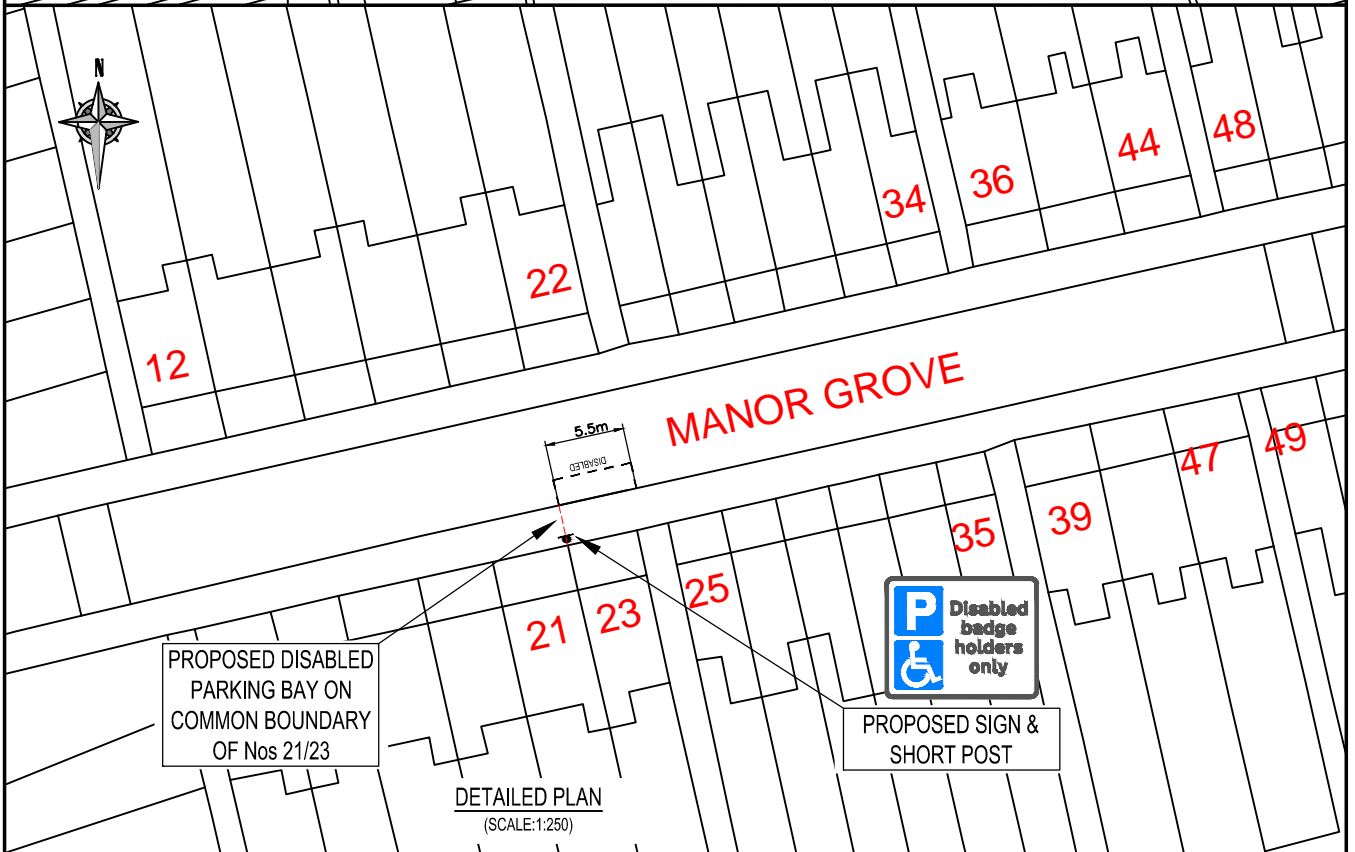 N
44
48
36
34
22
12
MANOR GROVE
5.5m
DISABLED
49
47
39
35
25
23
21
P Disabled
badge
holders
only
PROPOSED DISABLED
PARKING BAY ON
COMMON BOUNDARY
OF Nos 21/23
PROPOSED SIGN &
SHORT POST
DETAILED PLAN
(SCALE:1:250)